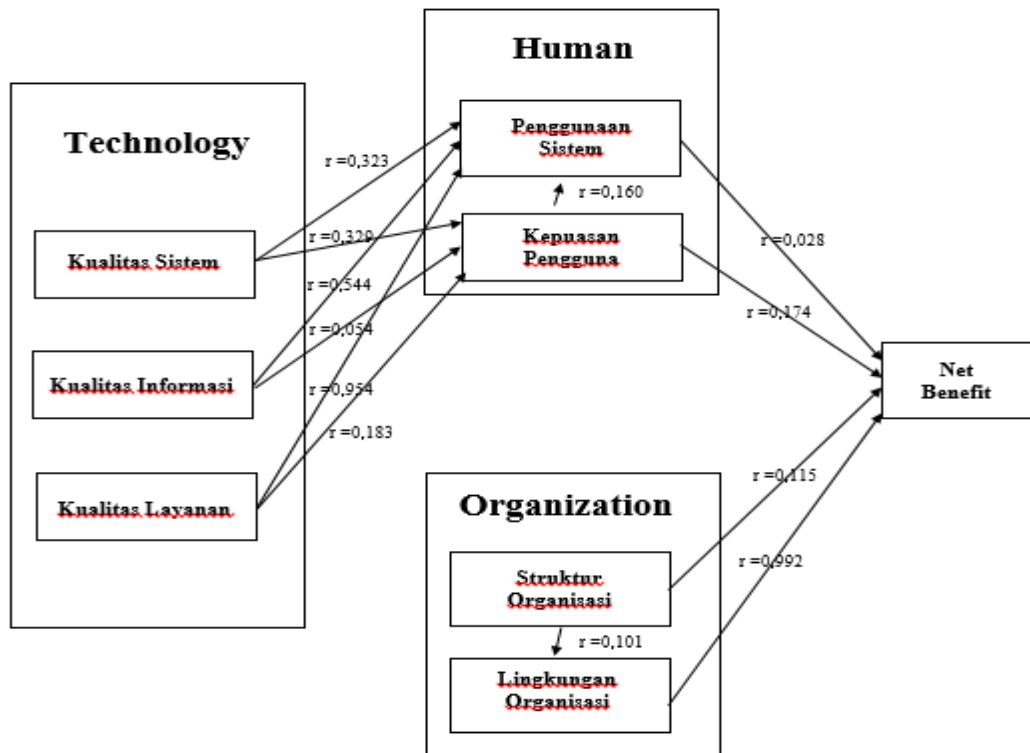 Human
Technology
Penggunaan
Sistem
r =0,323
r =0,160
Kualitas Sistem
r =0,329
Kepuasan
Pengguna
r =0,028
r =0,544
r =0,174
r =0,054
Kualitas Informasi
Net
Benefit
r =0,954
r =0,183
Kualitas Layanan
Organization
r =0,115
Struktur
Organisasi
r =0,992
r =0,101
Lingkungan
Organisasi